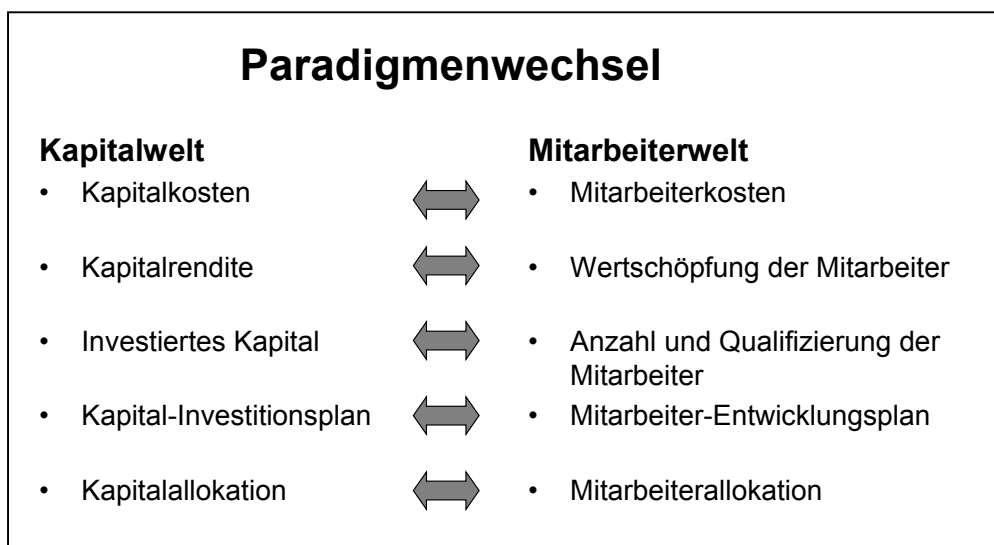 Paradigmenwechsel
Kapitalwelt
Mitarbeiterwelt
• Kapitalkosten
• Mitarbeiterkosten
• Kapitalrendite
• Wertschöpfung der Mitarbeiter
• Investiertes Kapital
• Anzahl und Qualifizierung der
Mitarbeiter
• Kapital-Investitionsplan
• Mitarbeiter-Entwicklungsplan
• Kapitalallokation
• Mitarbeiterallokation